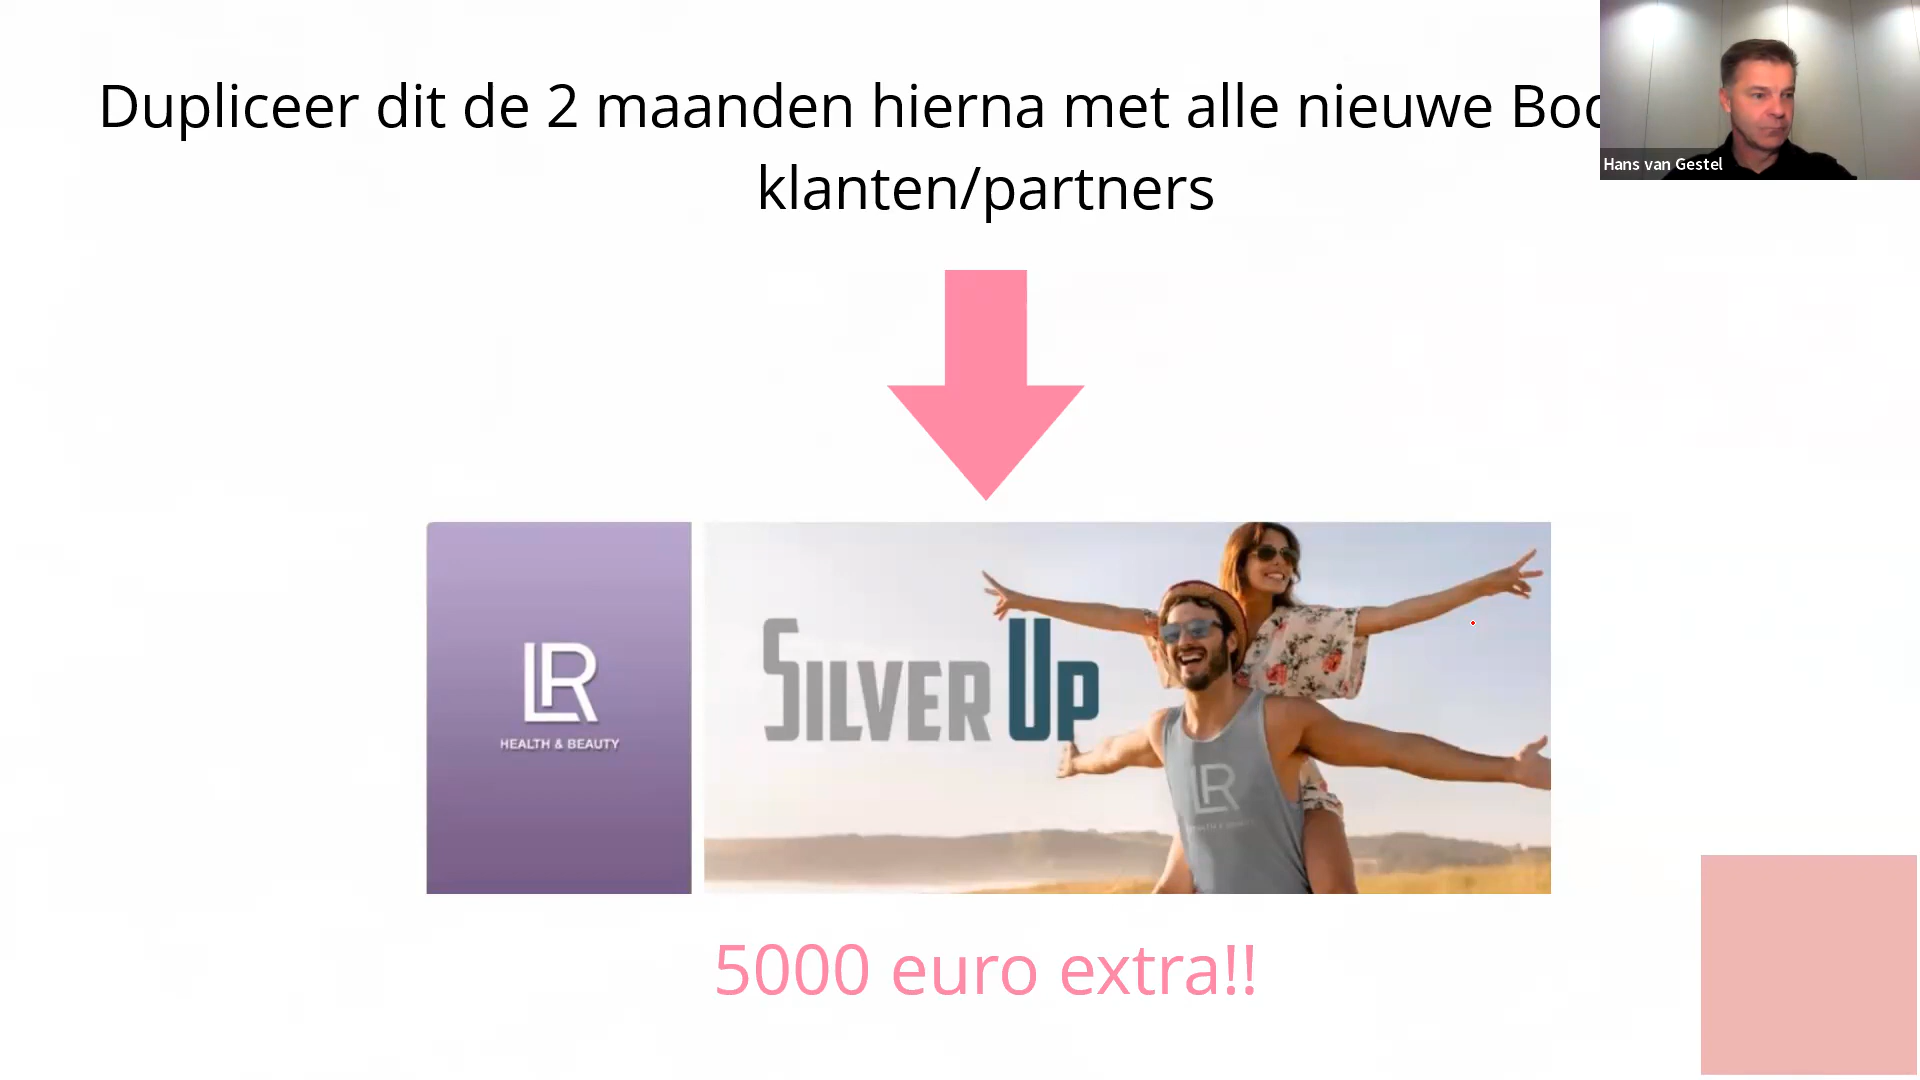 Dupliceer dit de 2 maanden hierna met alle nieuwe
klanten/partners
Hans van Gestel
LR
HEALTH & BEAUTY
SILVER UP
LR
5000 euro extra!!